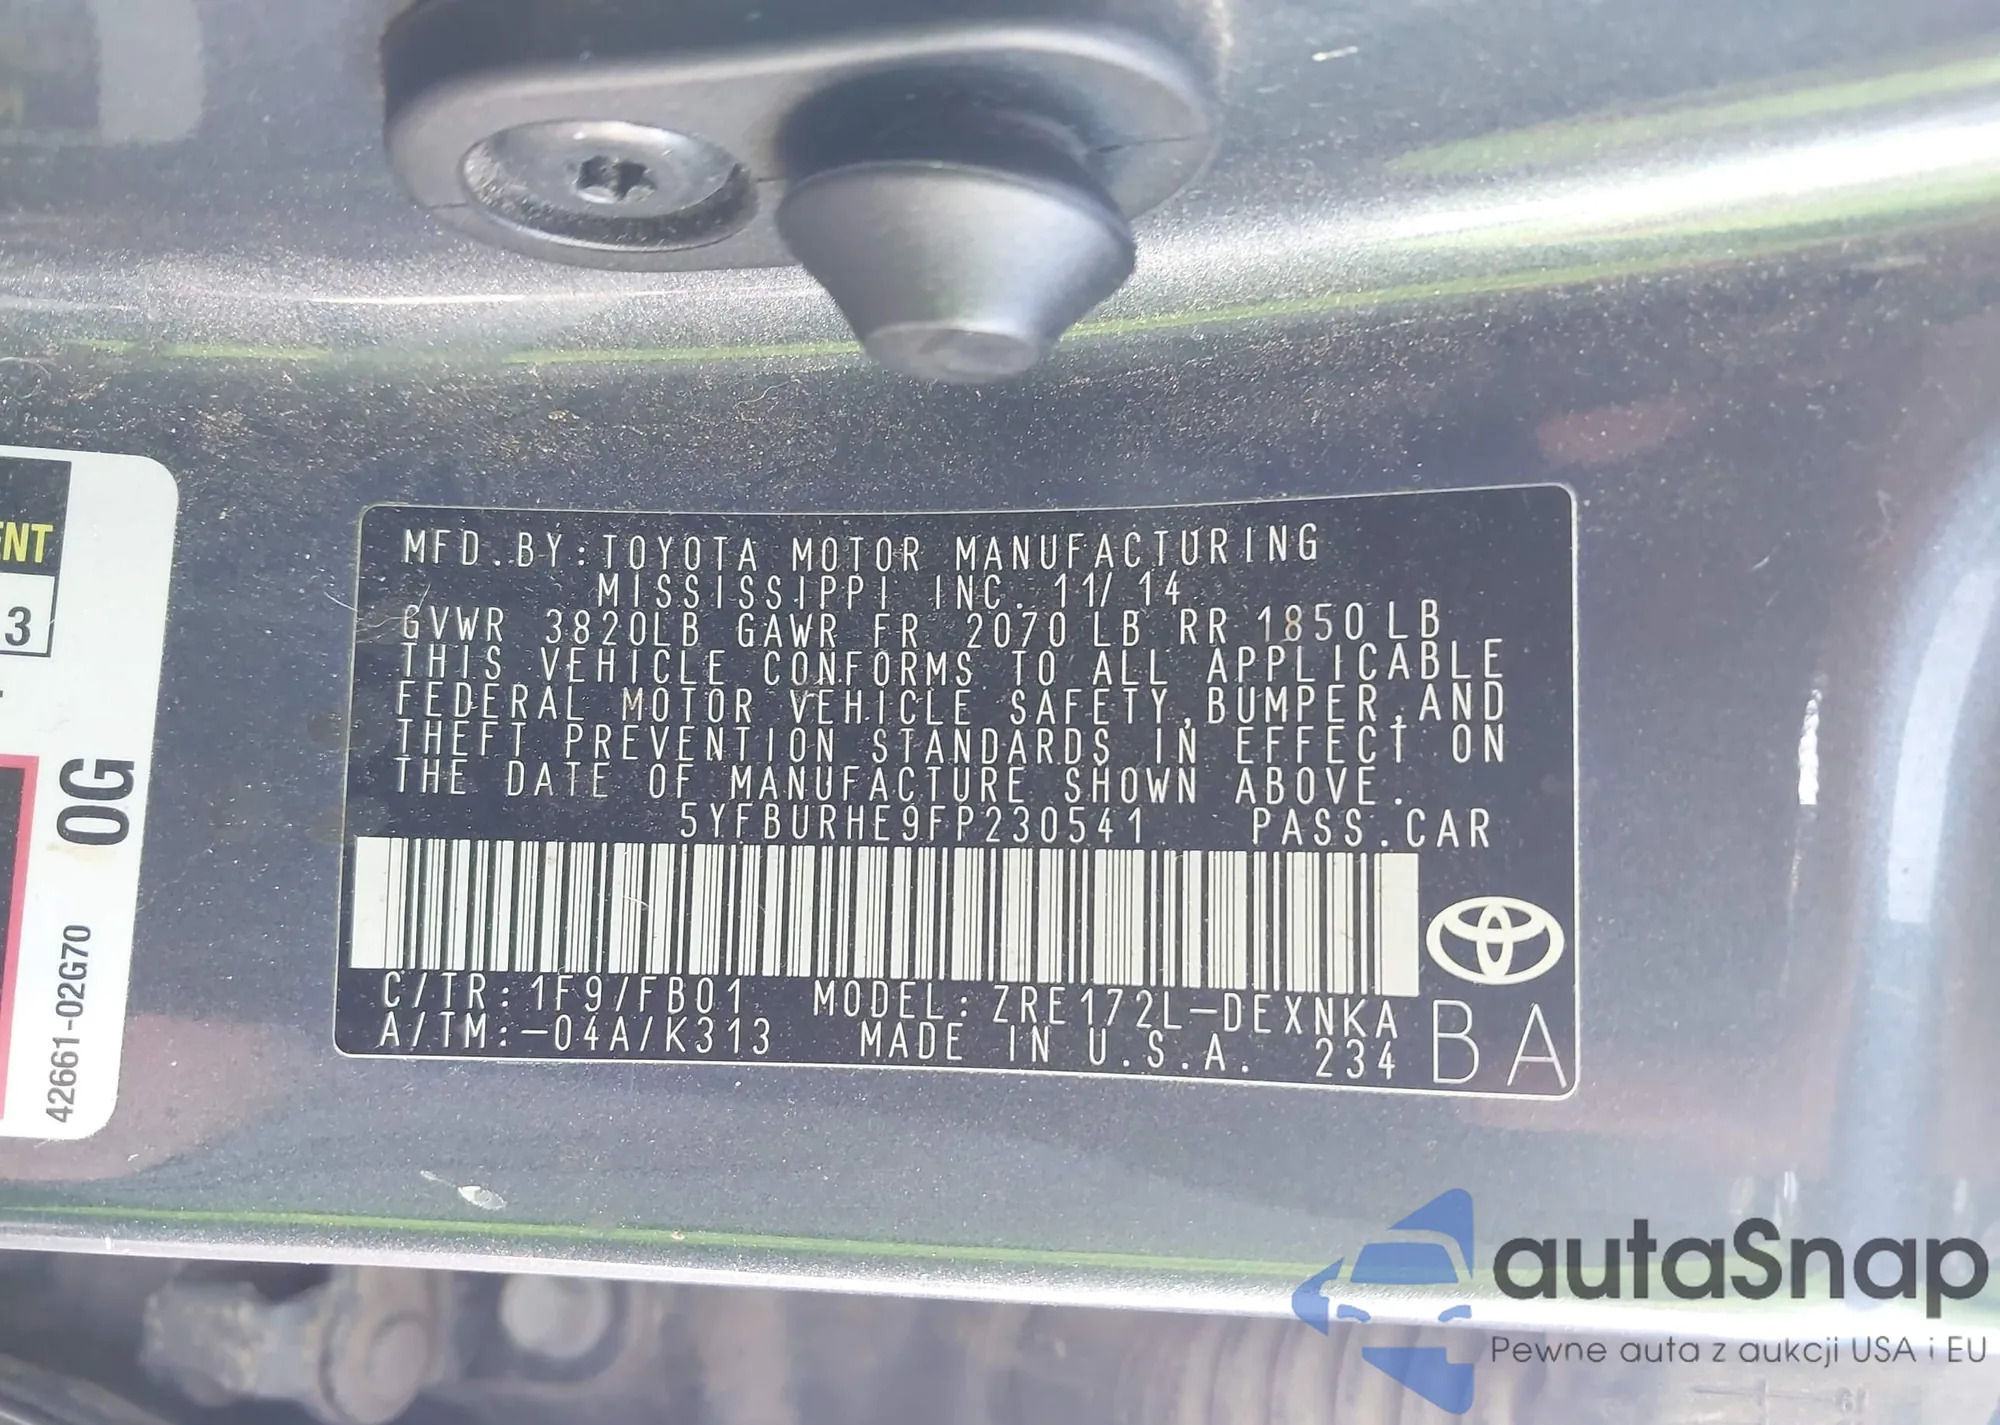 ENT
3
0G
42661-02G70
MFD.BY:TOYOTA MOTOR MANUFACTURING
MISSISSIPPI INC. 11/14
GVWR 3820LB GAWR FR 2070LB RR 1850LB
THIS VEHICLE CONFORMS TO ALL APPLICABLE
FEDERAL MOTOR VEHICLE SAFETY,BUMPER,AND
THEFT PREVENTION STANDARDS IN EFFECT ON
THE DATE OF MANUFACTURE SHOWN ABOVE.
5YFBURHE9FP230541 PASS.CAR
C/TR:1F9/FB01 MODEL:ZRE172L-DEXNKA
A/TM:-04A/K313 MADE IN U.S.A. 234
BA
autaSnap
Pewne auta z aukcji USA i EU